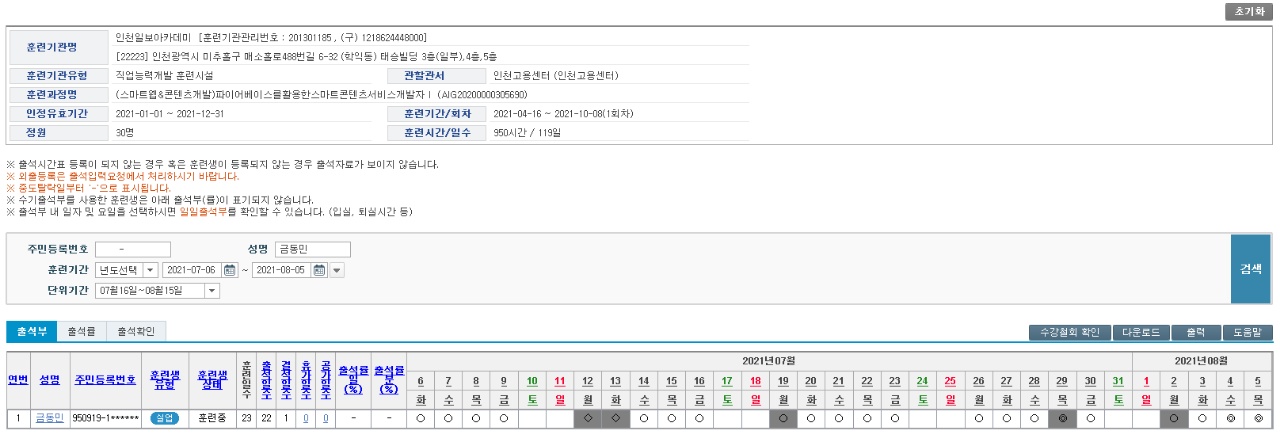 초기화
훈련기관명
인천일보아카데미 [훈련기관관리번호 : 201301185 , (구) 1218624448000]
[22223] 인천광역시 미추홀구 매소홀로488번길 6-32 (학익동) 태승빌딩 3층(일부),4층,5층
훈련기관유형 직업능력개발 훈련시설 관할관서 인천고용센터 (인천고용센터)
훈련과정명 (스마트웹&콘텐츠개발)파이어베이스를활용한스마트콘텐츠서비스개발자Ⅰ (AIG20200000305690)
인정유효기간 2021-01-01 ~ 2021-12-31 훈련기간/회차 2021-04-16 ~ 2021-10-08(1회차)
정원 30명 훈련시간/일수 950시간 / 119일
※ 출석시간표 등록이 되지 않는 경우 혹은 훈련생이 등록되지 않는 경우 출석자료가 보이지 않습니다.
※ 외출등록은 출석입력요청에서 처리하시기 바랍니다.
※ 중도탈락일부터 '-'으로 표시됩니다.
※ 수기출석부를 사용한 훈련생은 아래 출석부(률)이 표기되지 않습니다.
※ 출석부 내 일자 및 요일을 선택하시면 일일출석부를 확인할 수 있습니다. (입실, 퇴실시간 등)
주민등록번호 - 성명 금동민
훈련기간 년도선택 2021-07-06 ~ 2021-08-05
검색
단위기간 07월16일~08월15일
출석부 출석률 출석확인 수강철회 확인 다운로드 출력 도움말
연번 성명 주민등록번호 훈련생유형 훈련생상태 훈련일수 출석일수 결석일수 휴가일수 공가일수 출석률일(%) 출석률분(%) 2021년07월 2021년08월
6 7 8 9 10 11 12 13 14 15 16 17 18 19 20 21 22 23 24 25 26 27 28 29 30 31 1 2 3 4 5
화 수 목 금 토 일 월 화 수 목 금 토 일 월 화 수 목 금 토 일 월 화 수 목 금 토 일 월 화 수 목
1 금동민 950919-1****** 실업 훈련중 23 22 1 0 0 - - ○ ○ ○ ○ ◇ ◇ ○ ○ ○ ○ ○ ○ ○ ○ ○ ○ ○ ◎ ○ ○ ○ ◎ ◎